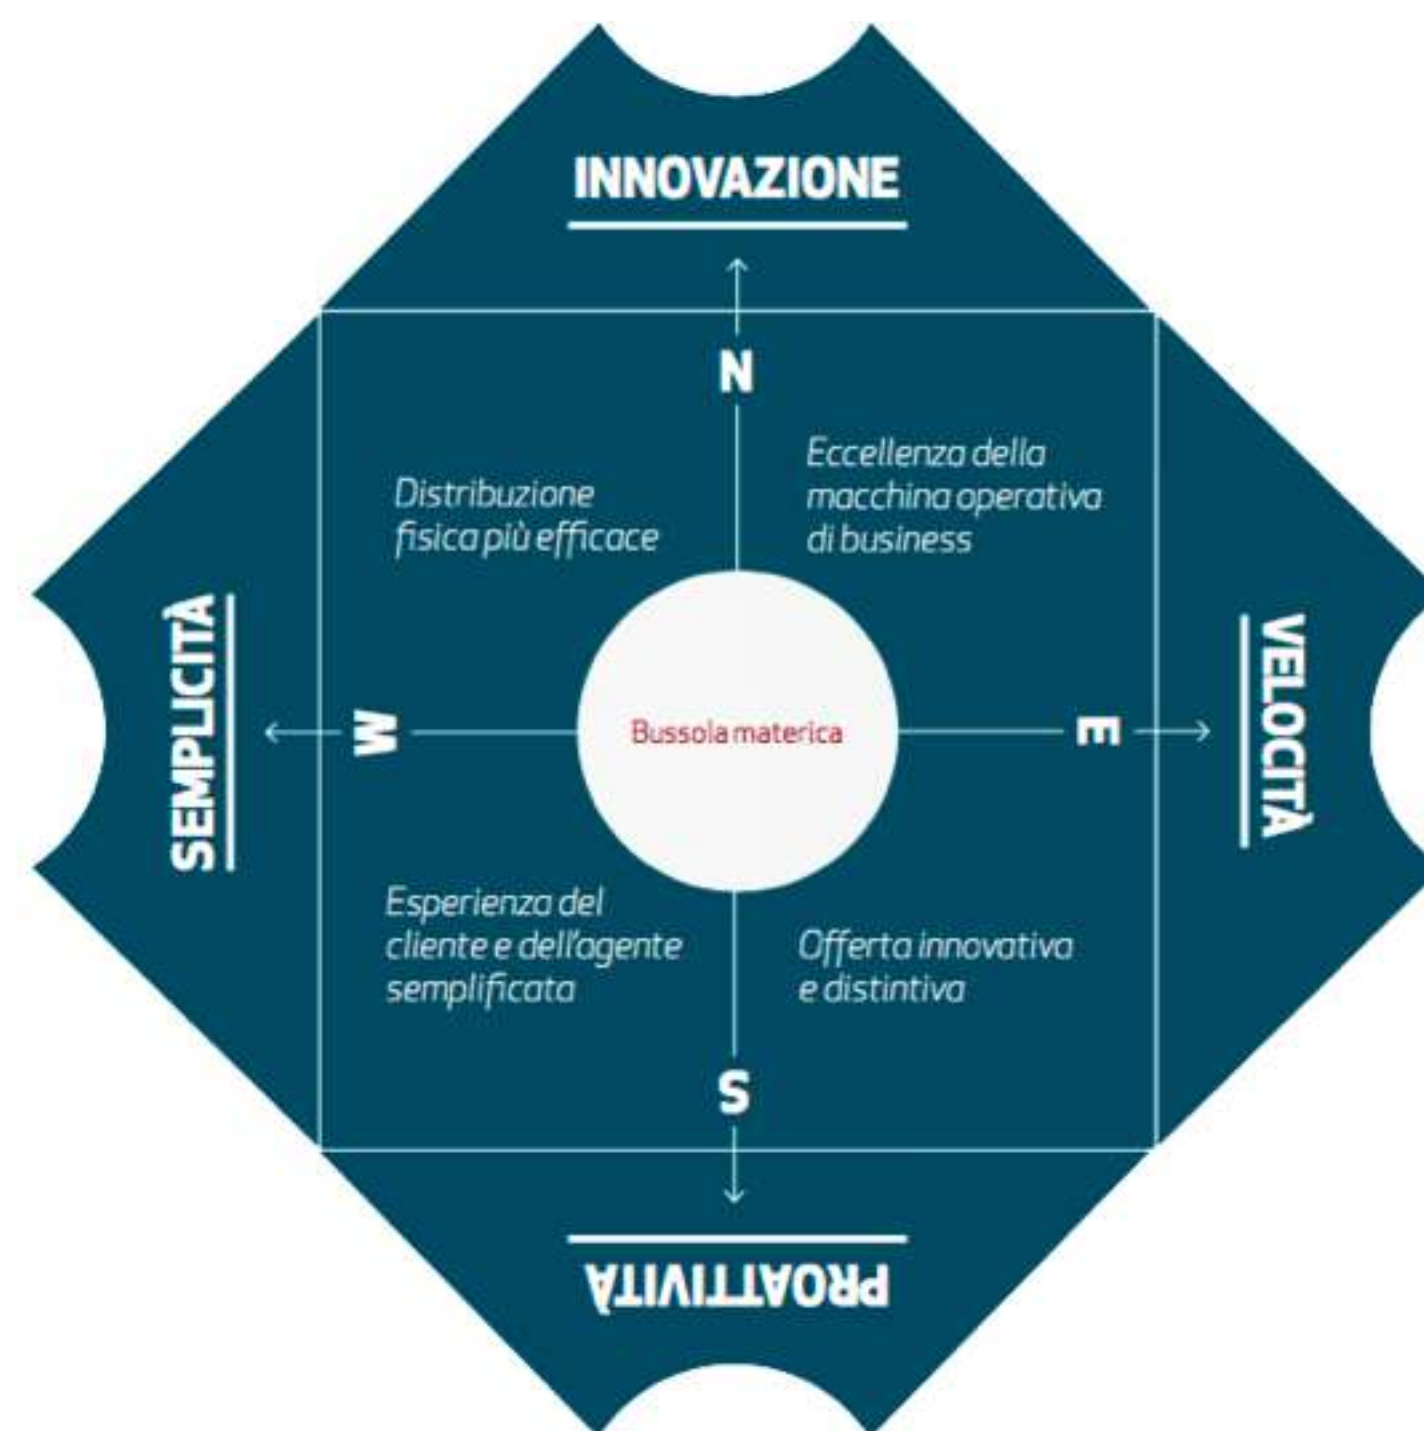 INNOVAZIONE
N
Distribuzione
fisica più efficace
Eccellenza della
macchina operativa
di business
SEMPLICITÀ
W
Bussola materica
E
VELOCITÀ
Esperienza del
cliente e dell'agente
semplificata
Offerta innovativa
e distintiva
S
PROATTIVITÀ